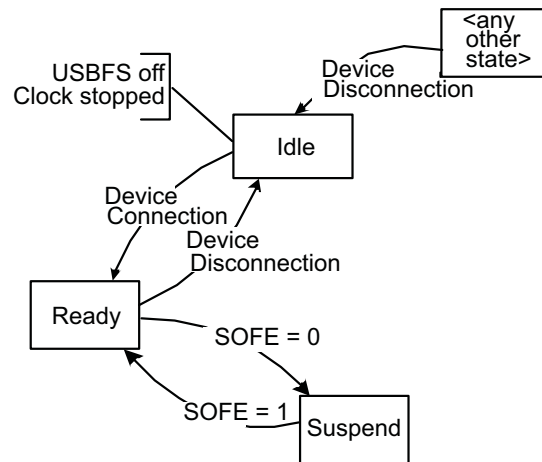 <any
other
state>
Device
Disconnection
USBFS off
Clock stopped
Idle
Device
Connection
Device
Disconnection
Ready
SOFE = 0
SOFE = 1
Suspend